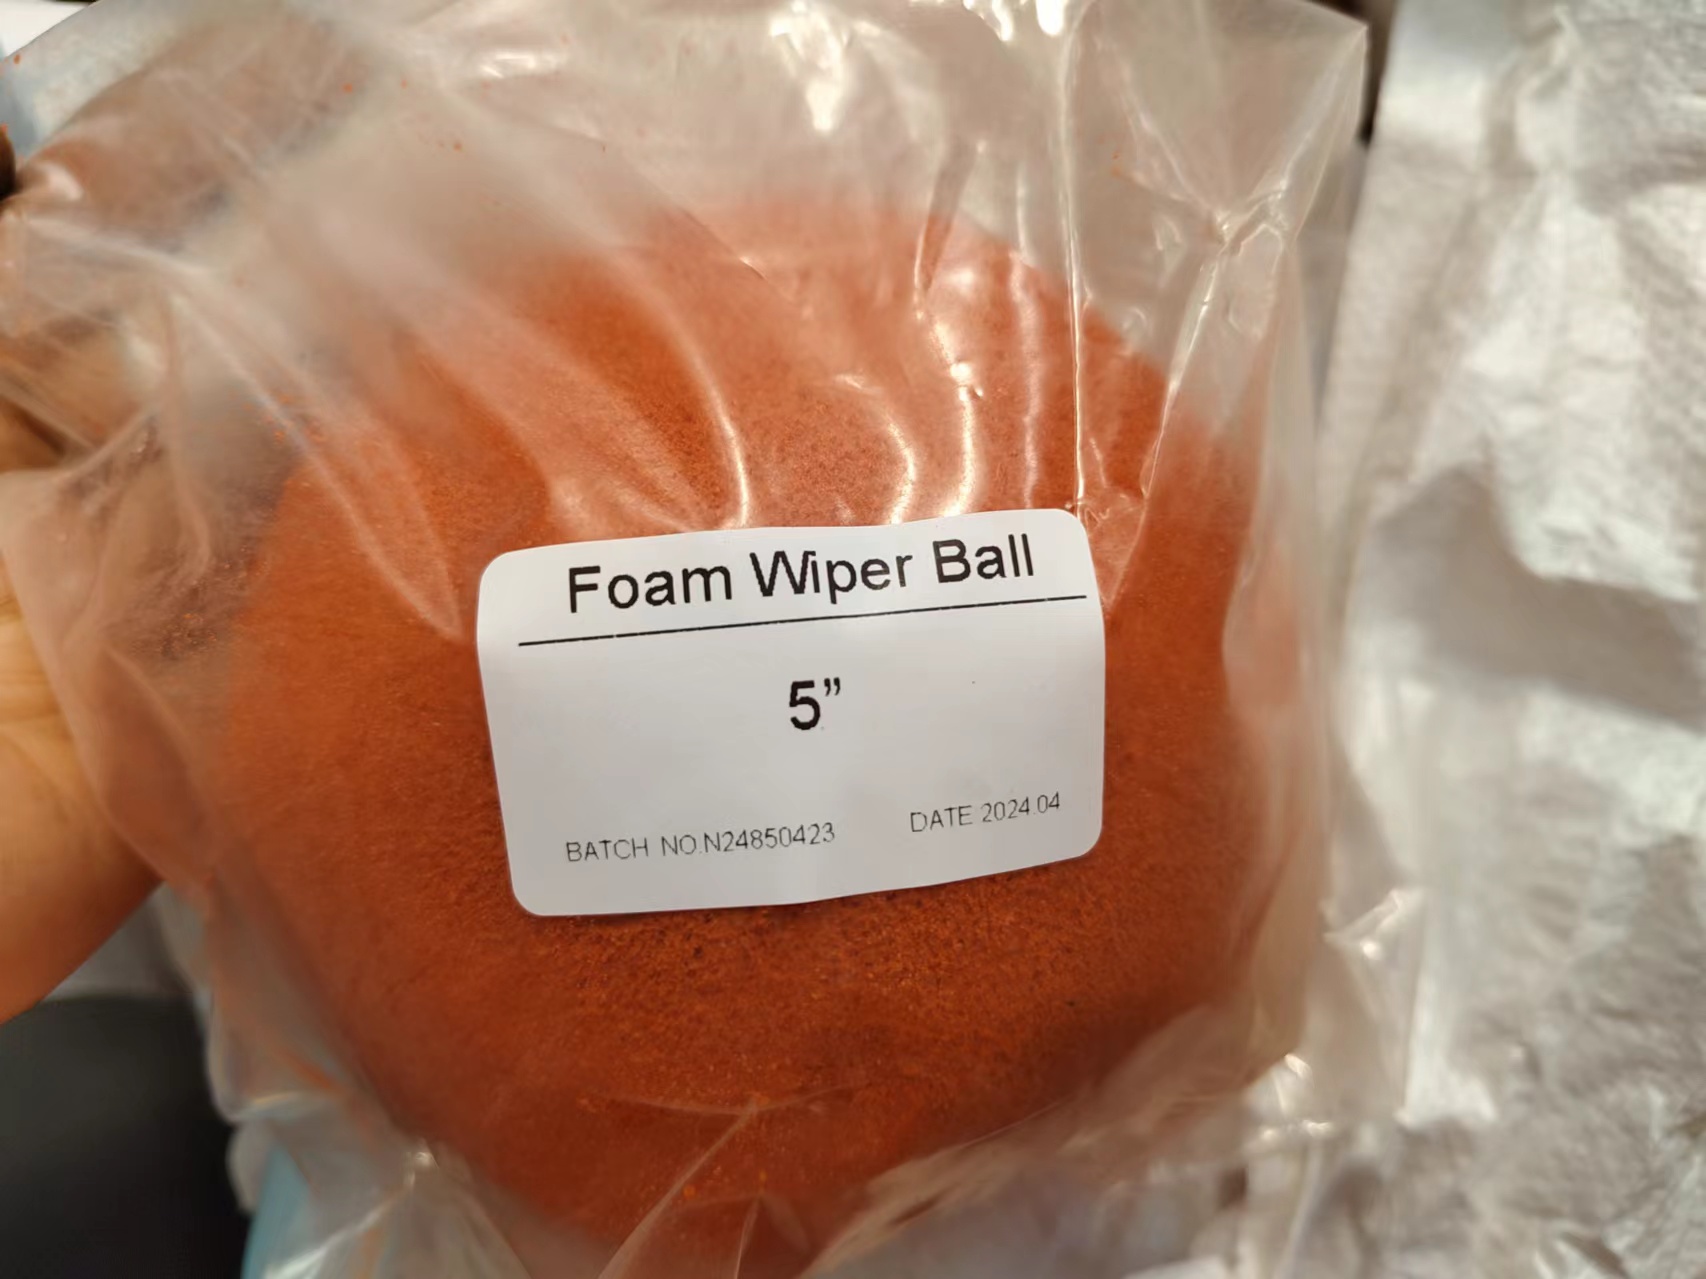 Foam Wiper Ball
5”
BATCH NO.N24850423 DATE 2024.04